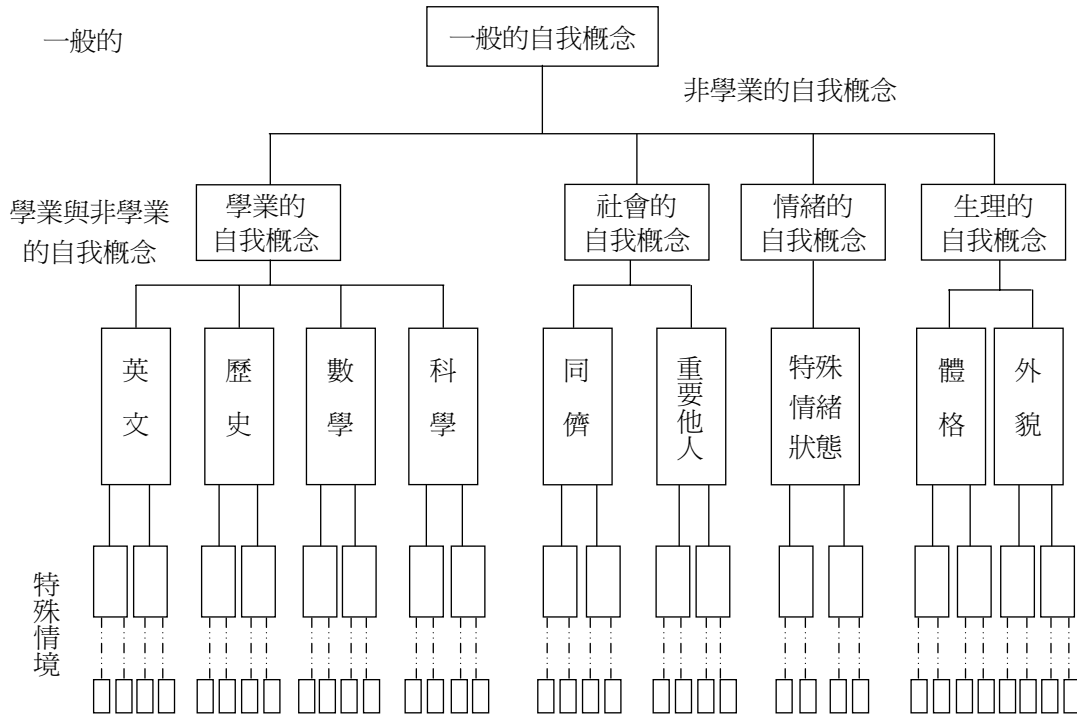 一般的
一般的自我概念
非學業的自我概念
學業與非學業
的自我概念
學業的
自我概念
社會的
自我概念
情緒的
自我概念
生理的
自我概念
英文
歷史
數學
科學
同儕
重要他人
特殊
情緒
狀態
體格
外貌
特殊情境